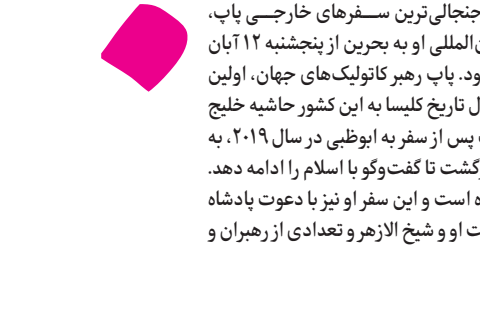 جنجالی‌ترین ســفرهای خارجــی پاپ،
المللی او به بحرین از پنجشنبه ۱۲ آبان
ود. پاپ رهبر کاتولیک‌های جهان، اولین
تاریخ کلیسا به این کشور حاشیه خلیج
پس از سفر به ابوظبی در سال ۲۰۱۹، به
گشت تا گفت‌وگو با اسلام را ادامه دهد.
است و این سفر او نیز با دعوت پادشاه
او و شیخ الازهر و تعدادی از رهبران و